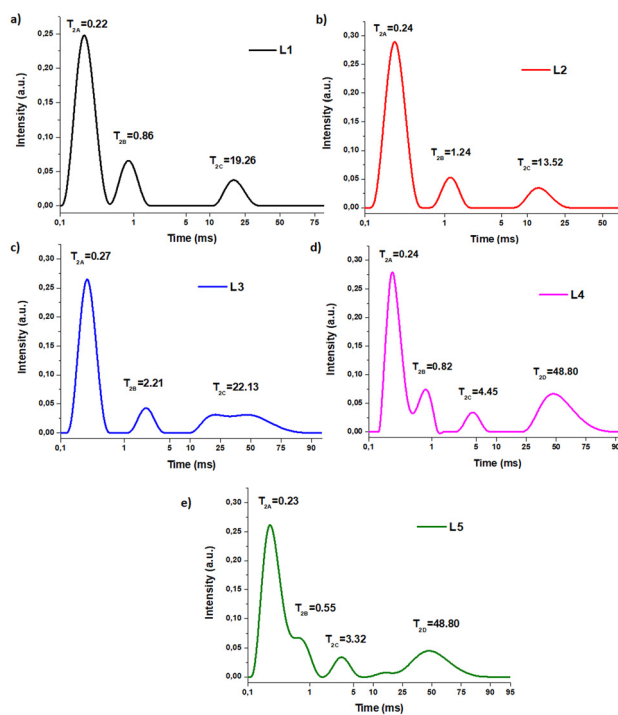 a)
T2A=0.22
L1
T2B=0.86
T2C=19.26
Intensity (a.u.)
0,25
0,20
0,15
0,10
0,05
0,00
0,1 1 5 10 25 50 75
Time (ms)
b)
T2A=0.24
L2
T2B=1.24
T2C=13.52
Intensity (a.u.)
0,30
0,25
0,20
0,15
0,10
0,05
0,00
0,1 1 5 10 25 50
Time (ms)
c)
T2A=0.27
L3
T2B=2.21
T2C=22.13
Intensity (a.u.)
0,30
0,25
0,20
0,15
0,10
0,05
0,00
0,1 1 5 10 25 50 75 90
Time (ms)
d)
T2A=0.24
L4
T2B=0.82
T2C=4.45
T2D=48.80
Intensity (a.u.)
0,30
0,25
0,20
0,15
0,10
0,05
0,00
0,1 1 5 10 25 50 75 90
Time (ms)
e)
T2A=0.23
L5
T2B=0.55
T2C=3.32
T2D=48.80
Intensity (a.u.)
0,30
0,25
0,20
0,15
0,10
0,05
0,00
0,1 1 5 10 25 50 75 90 95
Time (ms)